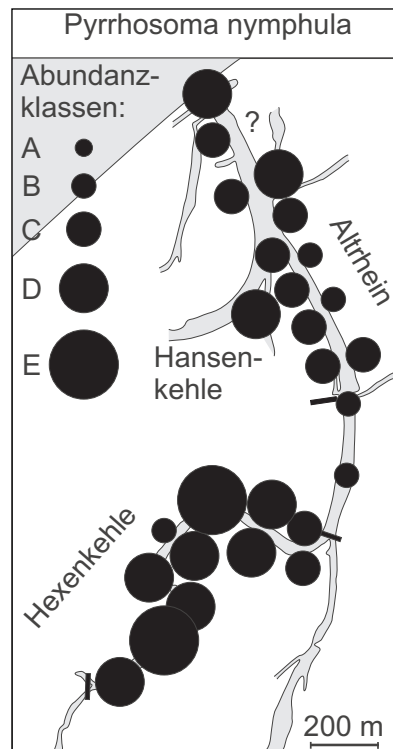 Pyrrhosoma nymphula
Abundanz-
klassen:
A
B
C
D
E
?
Altrhein
Hansen-
kehle
Hexenkehle
200 m